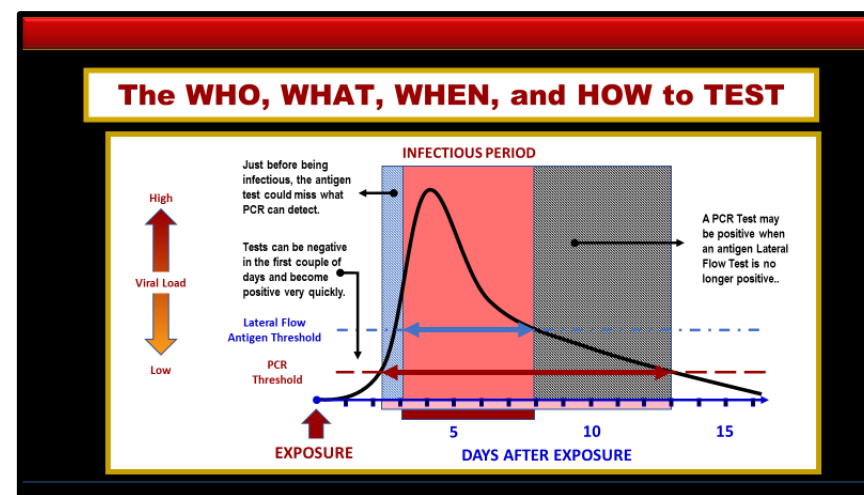 The WHO, WHAT, WHEN, and HOW to TEST
INFECTIOUS PERIOD
Just before being
infectious, the antigen
test could miss what
PCR can detect.
High
Viral Load
Low
Tests can be negative
in the first couple of
days and become
positive very quickly.
A PCR Test may
be positive when
an antigen Lateral
Flow Test is no
longer positive..
Lateral Flow
Antigen Threshold
PCR
Threshold
5
10
15
EXPOSURE
DAYS AFTER EXPOSURE